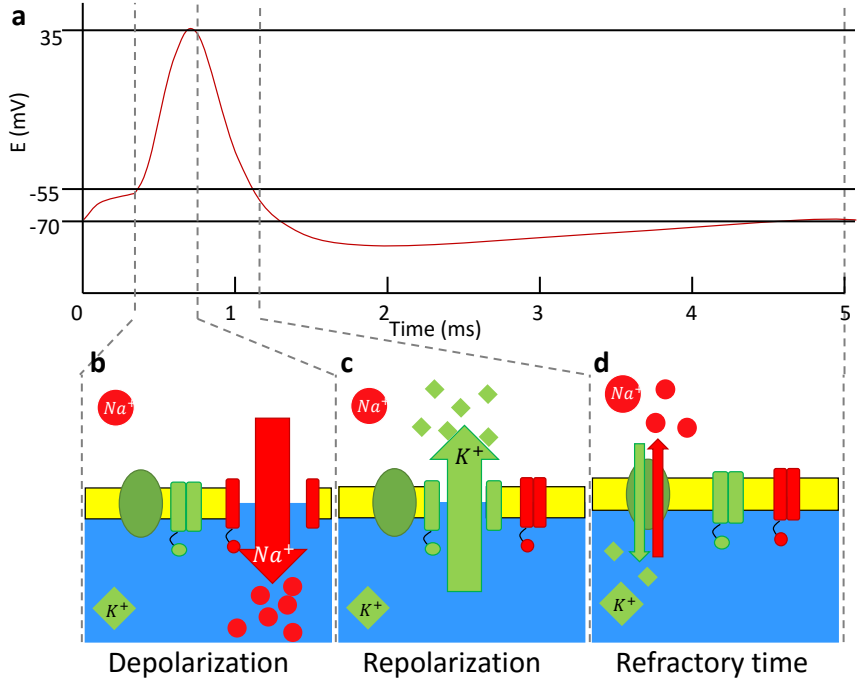 a
35
E (mV)
-55
-70
0 1 2 3 4 5
Time (ms)
b c d
Na+ Na+ Na+
K+
Na+
K+ K+ K+
Depolarization Repolarization Refractory time